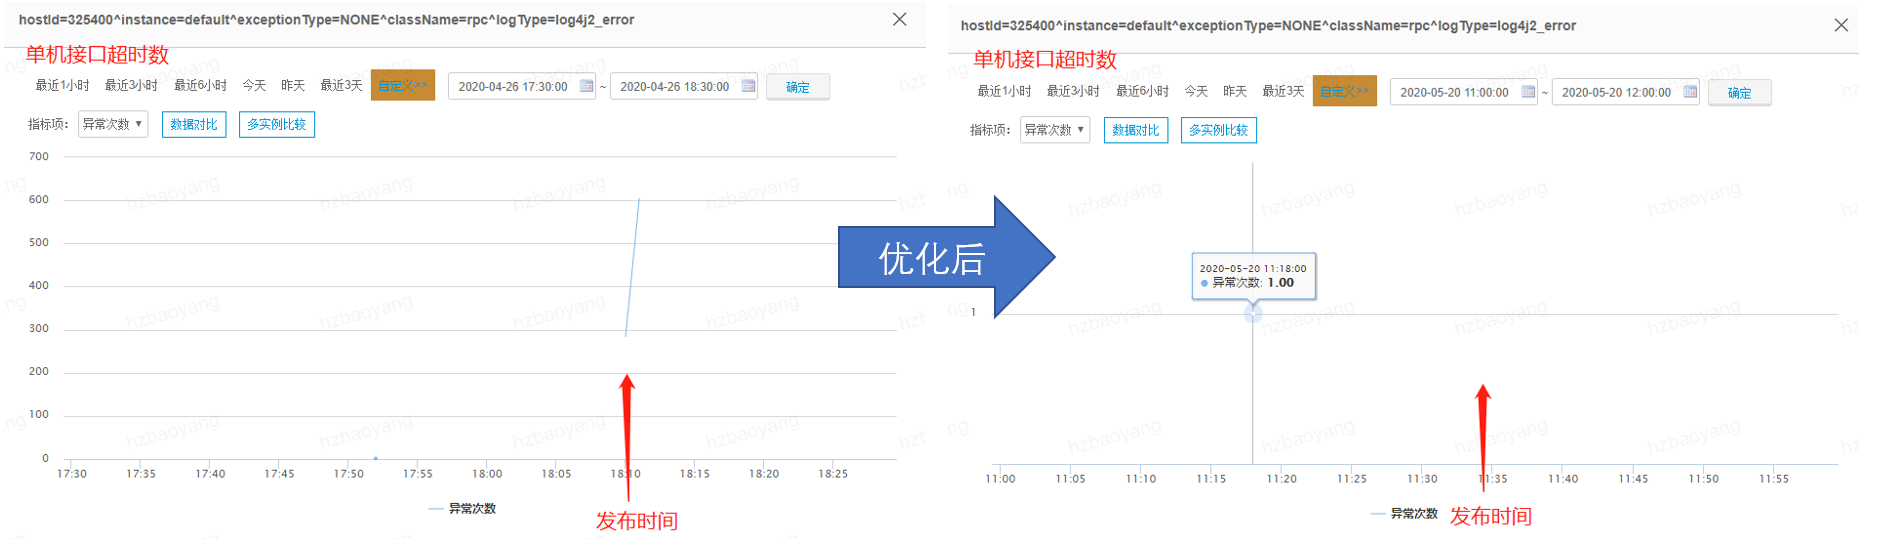 hostId=325400^instance=default^exceptionType=NONE^className=rpc^logType=log4j2_error
单机接口超时数
最近1小时 最近3小时 最近6小时 今天 昨天 最近3天 自定义>> 2020-04-26 17:30:00 ~ 2020-04-26 18:30:00 确定
指标项: 异常次数 数据对比 多实例比较
700
600
500
400
300
200
100
0
17:30 17:35 17:40 17:45 17:50 17:55 18:00 18:05 18:10 18:15 18:20 18:25
异常次数
发布时间
优化后
hostId=325400^instance=default^exceptionType=NONE^className=rpc^logType=log4j2_error
单机接口超时数
最近1小时 最近3小时 最近6小时 今天 昨天 最近3天 自定义>> 2020-05-20 11:00:00 ~ 2020-05-20 12:00:00 确定
指标项: 异常次数 数据对比 多实例比较
2020-05-20 11:18:00
异常次数: 1.00
1
11:00 11:05 11:10 11:15 11:20 11:25 11:30 11:35 11:40 11:45 11:50 11:55
异常次数
发布时间
hzbaoyang